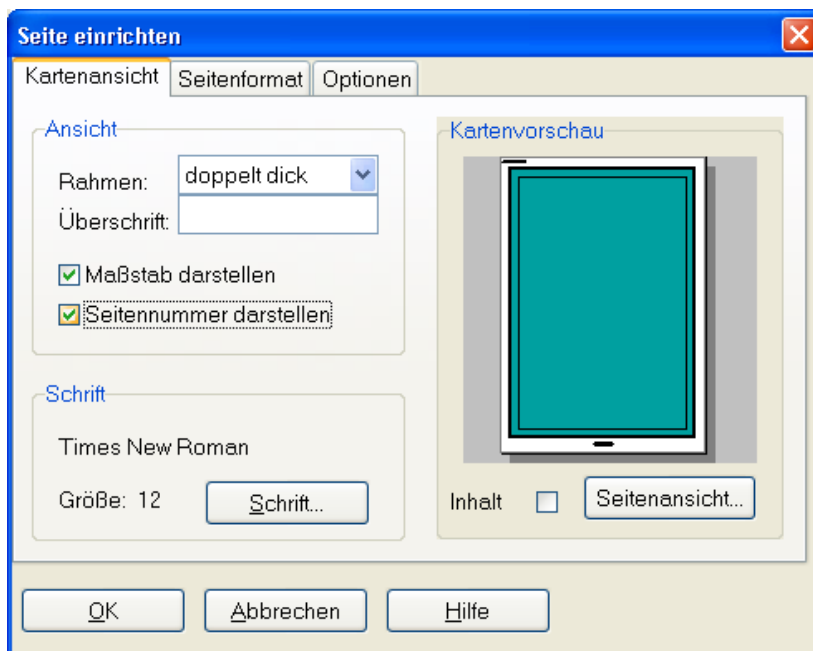 Seite einrichten
Kartenansicht Seitenformat Optionen
Ansicht
Rahmen: doppelt dick
Überschrift:
Maßstab darstellen
Seitennummer darstellen
Schrift
Times New Roman
Größe: 12 Schrift...
Kartenvorschau
Inhalt Seitenansicht...
OK Abbrechen Hilfe